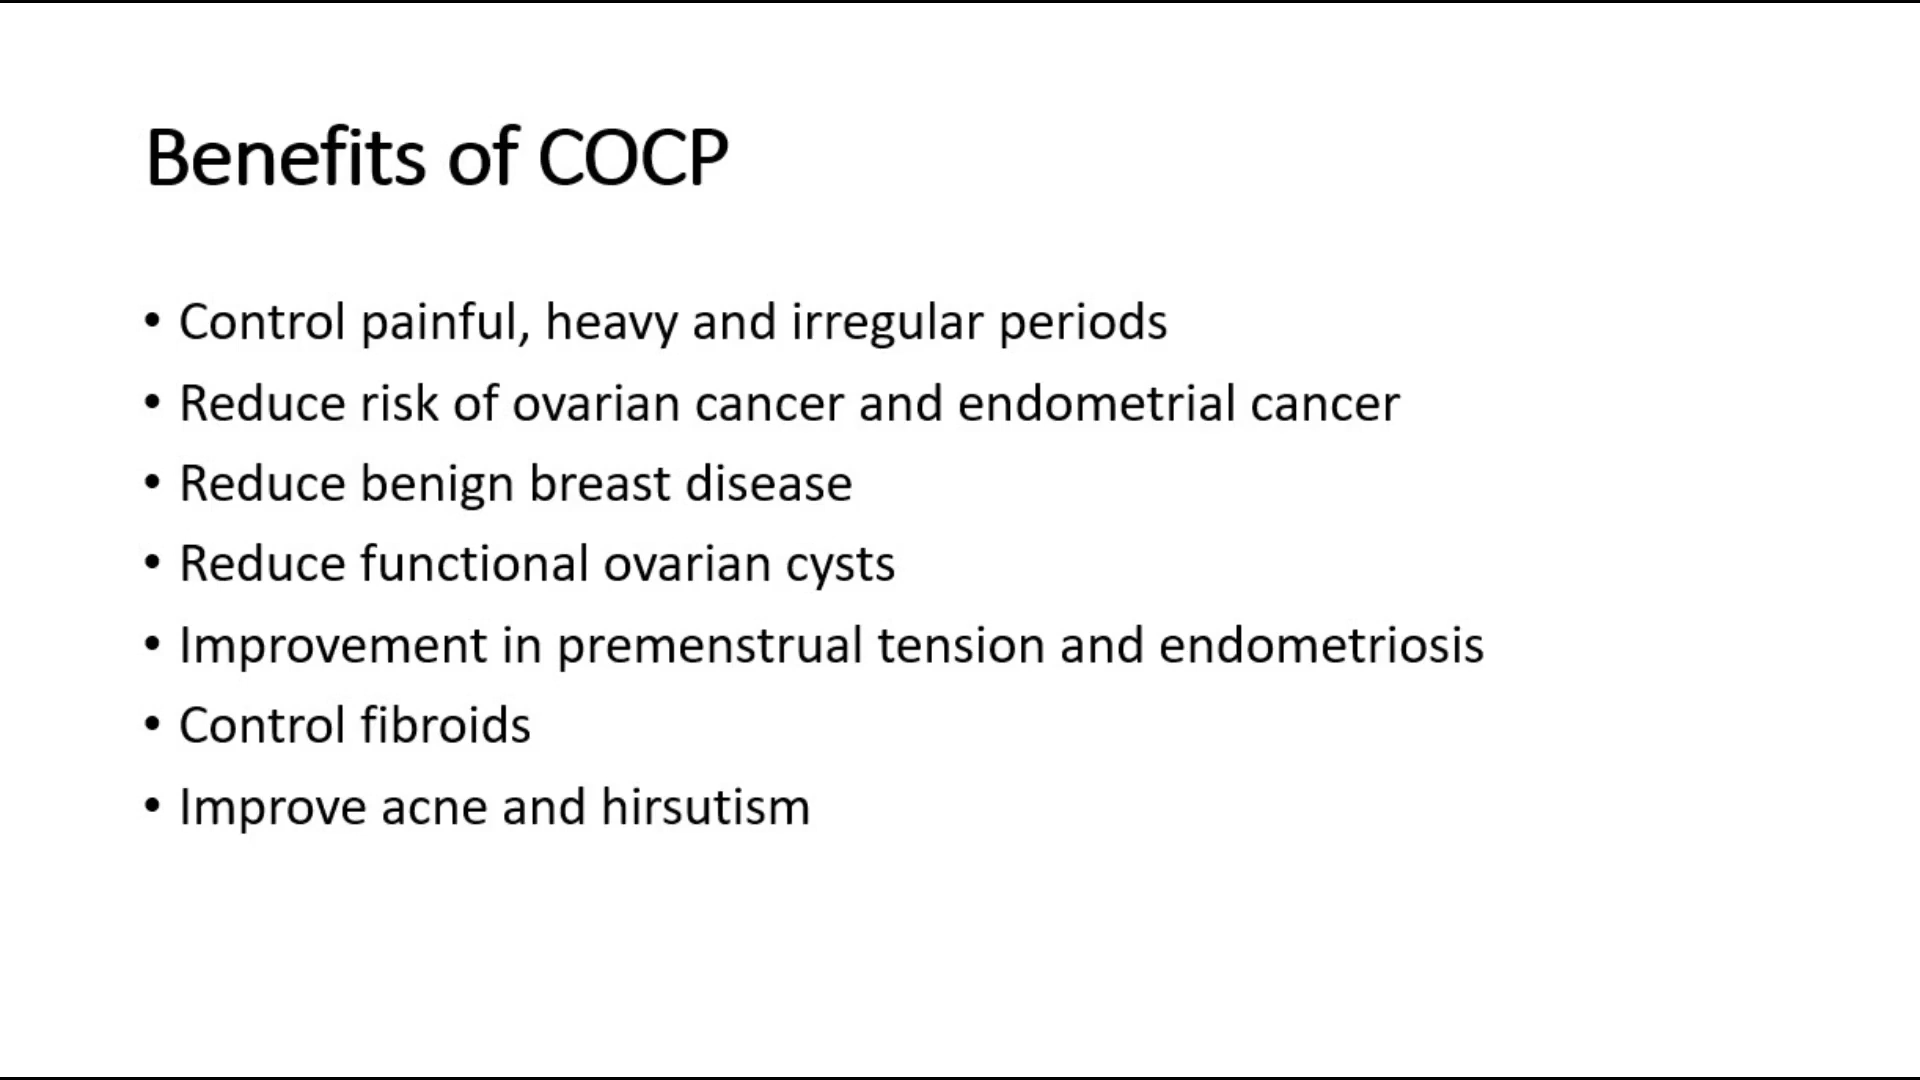 Benefits of COCP
• Control painful, heavy and irregular periods
• Reduce risk of ovarian cancer and endometrial cancer
• Reduce benign breast disease
• Reduce functional ovarian cysts
• Improvement in premenstrual tension and endometriosis
• Control fibroids
• Improve acne and hirsutism